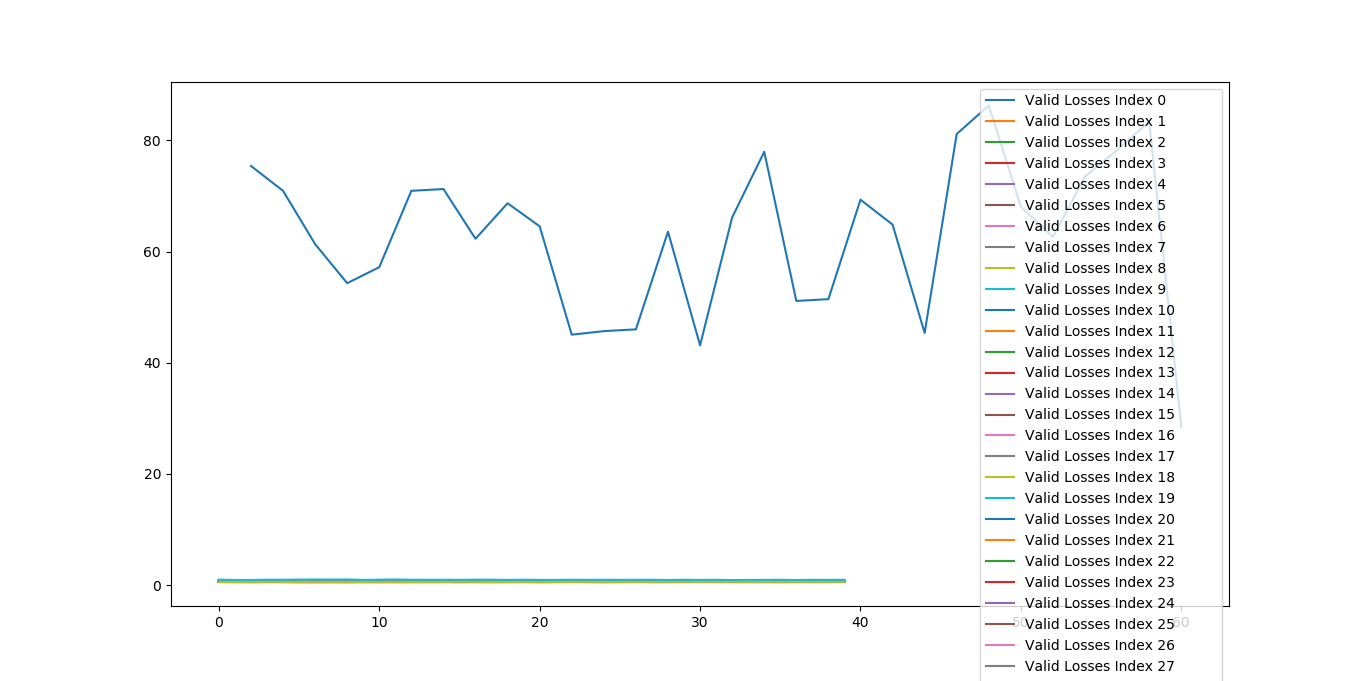 80
60
40
20
0
0
10
20
30
40
50
60
Valid Losses Index 0
Valid Losses Index 1
Valid Losses Index 2
Valid Losses Index 3
Valid Losses Index 4
Valid Losses Index 5
Valid Losses Index 6
Valid Losses Index 7
Valid Losses Index 8
Valid Losses Index 9
Valid Losses Index 10
Valid Losses Index 11
Valid Losses Index 12
Valid Losses Index 13
Valid Losses Index 14
Valid Losses Index 15
Valid Losses Index 16
Valid Losses Index 17
Valid Losses Index 18
Valid Losses Index 19
Valid Losses Index 20
Valid Losses Index 21
Valid Losses Index 22
Valid Losses Index 23
Valid Losses Index 24
Valid Losses Index 25
Valid Losses Index 26
Valid Losses Index 27